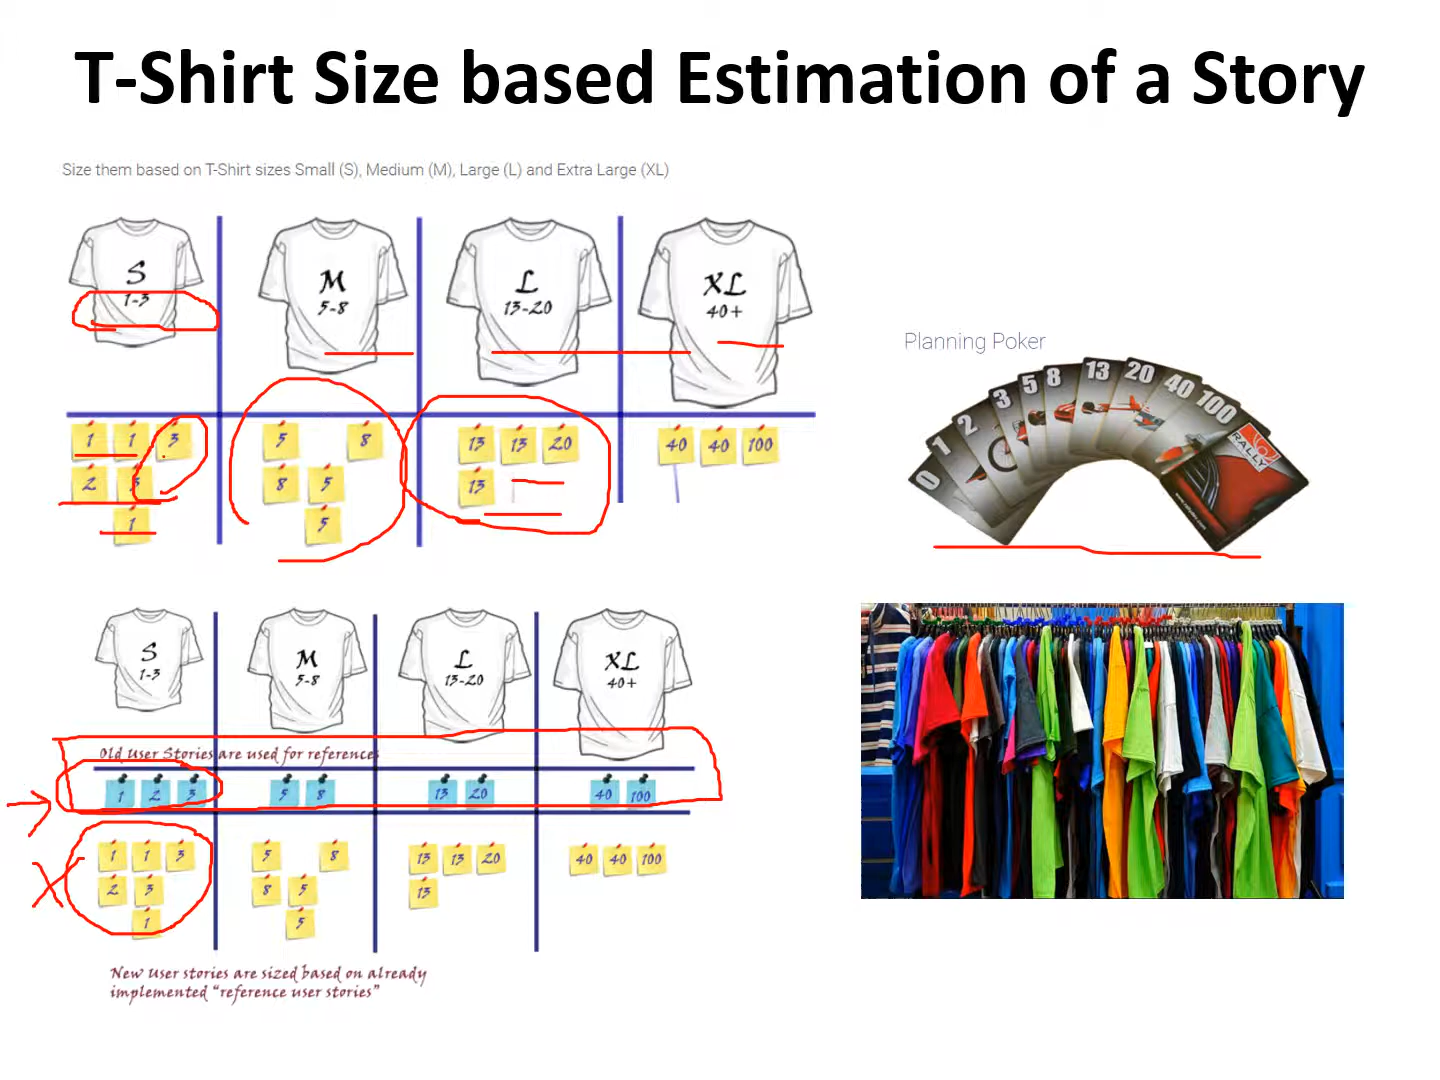 T-Shirt Size based Estimation of a Story
Size them based on T-Shirt sizes Small (S), Medium (M), Large (L) and Extra Large (XL)
S
1-3
M
5-8
L
13-20
XL
40+
1 1 3
2 3
1
5 8
8 5
5
13 13 20
13
40 40 100
Planning Poker
0 1 2 3 5 8 13 20 40 100
RALLY
S
1-3
M
5-8
L
13-20
XL
40+
Old User Stories are used for references
1 2 3
5 8
13 20
40 100
1 1 3
2 3
1
5 8
8 5
5
13 13 20
13
40 40 100
New User stories are sized based on already
implemented "reference user stories"